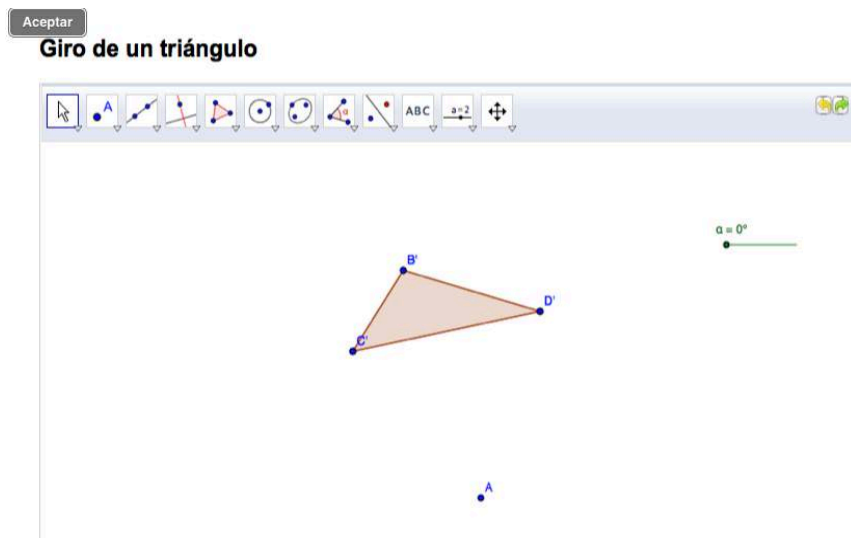 Aceptar
Giro de un triángulo
A
α
ABC
a=2
α = 0°
B'
D'
C'
A